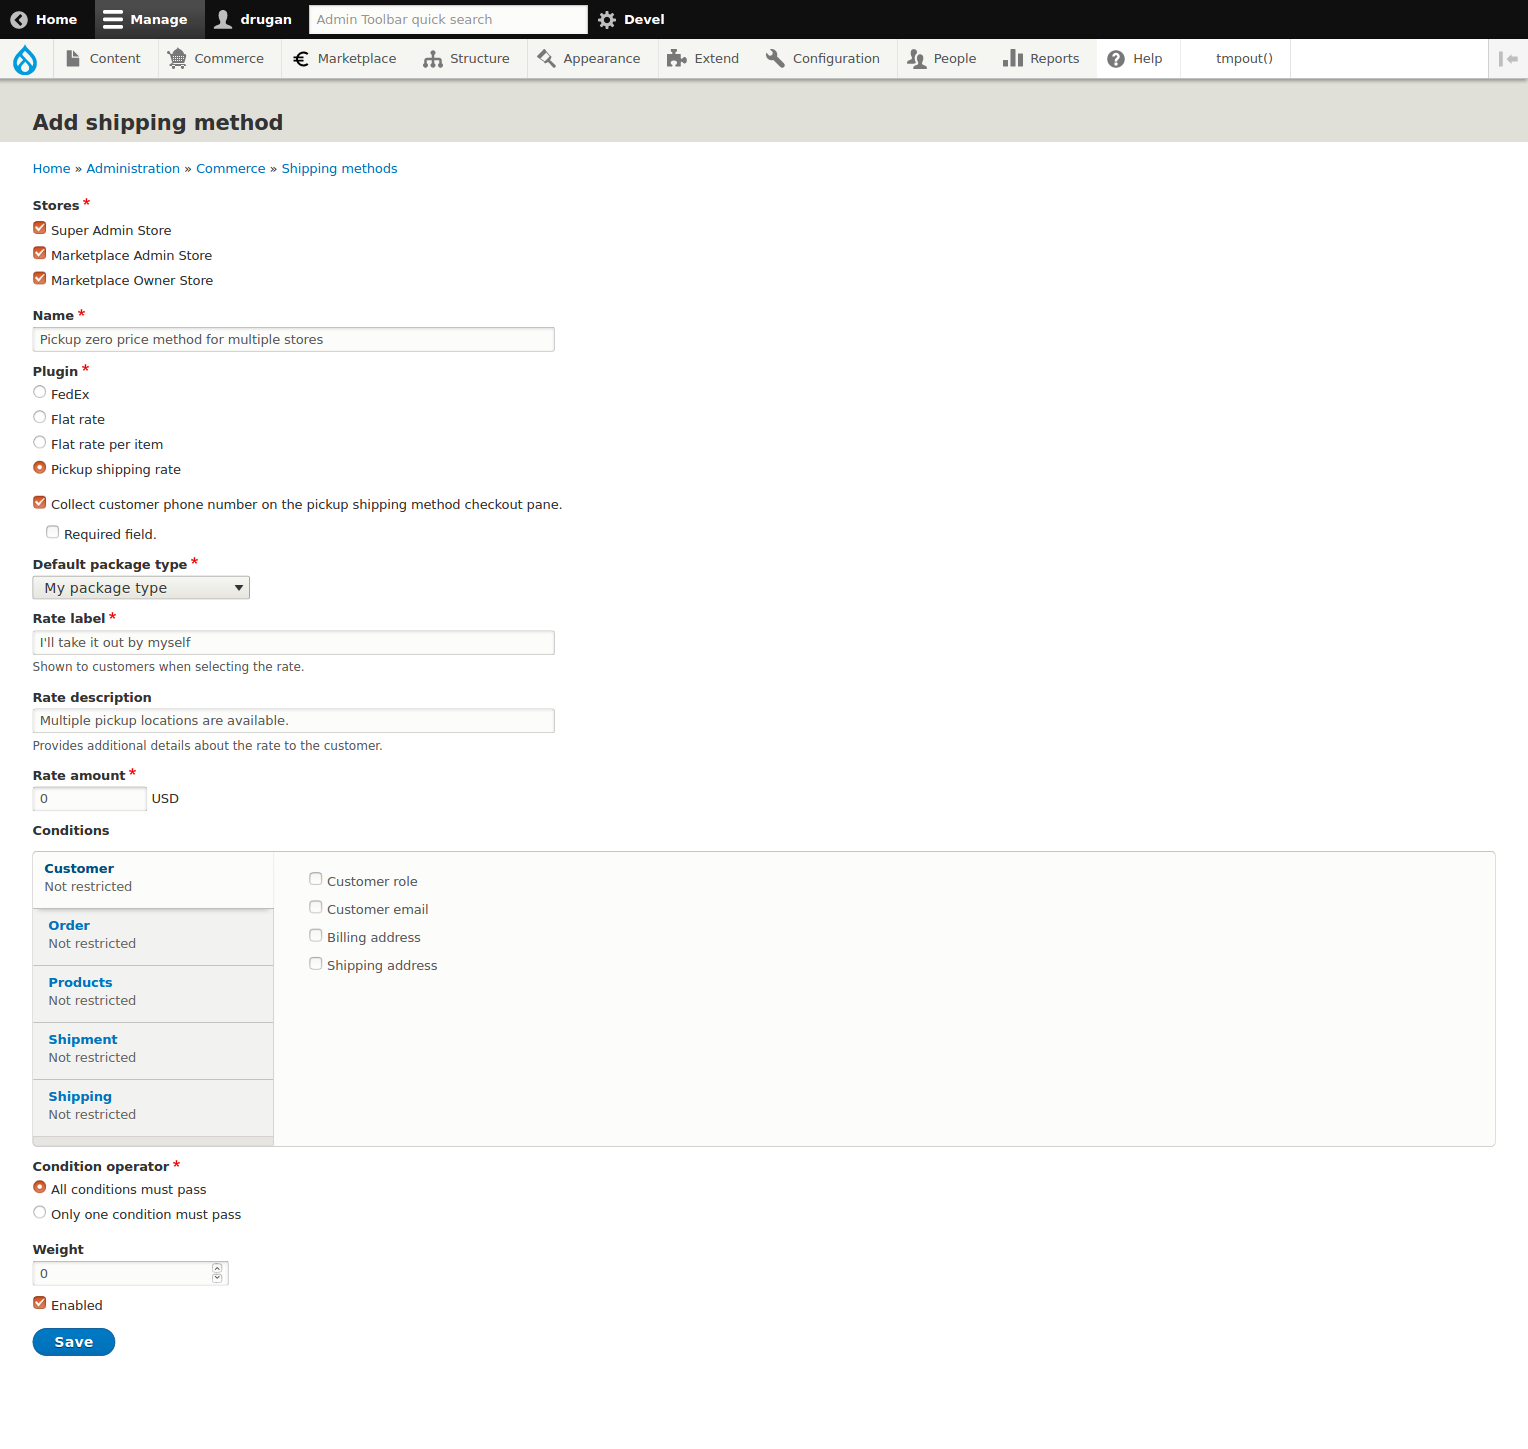 Home Manage drugan Admin Toolbar quick search Devel
Content Commerce Marketplace Structure Appearance Extend Configuration People Reports Help tmpout()
Add shipping method
Home » Administration » Commerce » Shipping methods
Stores *
Super Admin Store
Marketplace Admin Store
Marketplace Owner Store
Name *
Pickup zero price method for multiple stores
Plugin *
FedEx
Flat rate
Flat rate per item
Pickup shipping rate
Collect customer phone number on the pickup shipping method checkout pane.
Required field.
Default package type *
My package type
Rate label *
I'll take it out by myself
Shown to customers when selecting the rate.
Rate description
Multiple pickup locations are available.
Provides additional details about the rate to the customer.
Rate amount *
0 USD
Conditions
Customer
Not restricted
Order
Not restricted
Products
Not restricted
Shipment
Not restricted
Shipping
Not restricted
Customer role
Customer email
Billing address
Shipping address
Condition operator *
All conditions must pass
Only one condition must pass
Weight
0
Enabled
Save